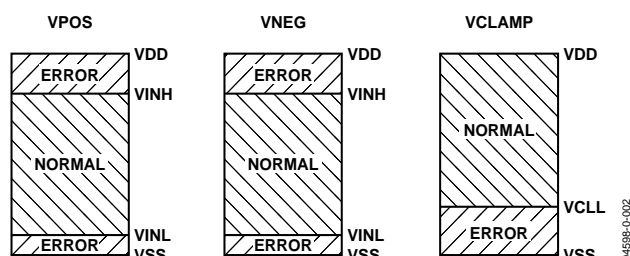 VPOS
VDD
ERROR
VINH
NORMAL
VINL
ERROR
VSS
VNEG
VDD
ERROR
VINH
NORMAL
VINL
ERROR
VSS
VCLAMP
VDD
NORMAL
VCLL
ERROR
VSS
04598-0-002